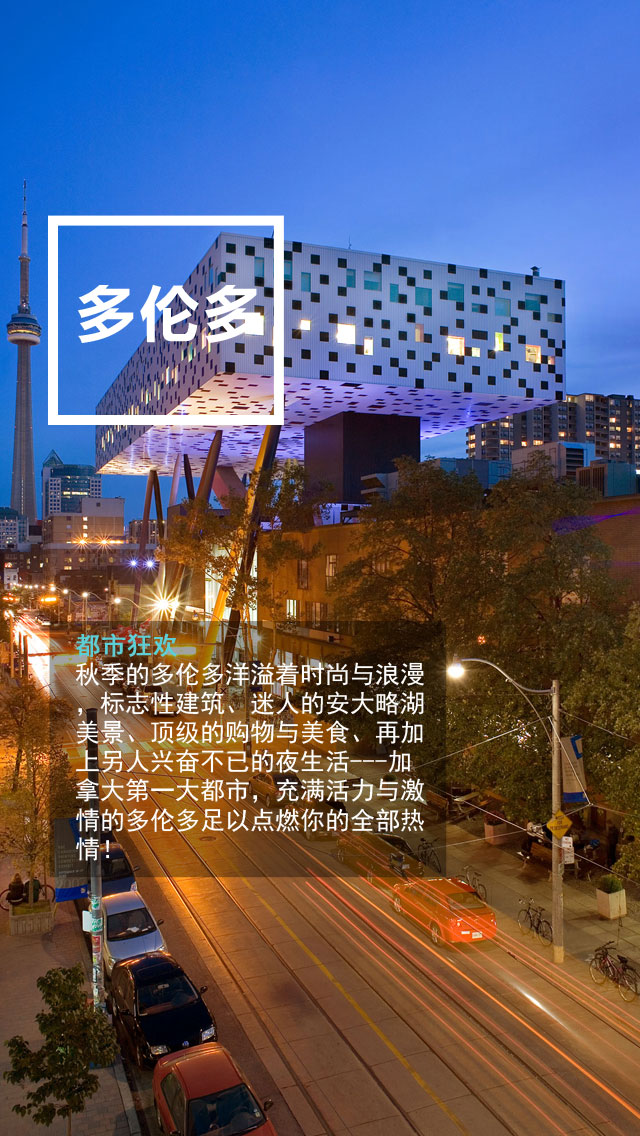 多伦多
都市狂欢
秋季的多伦多洋溢着时尚与浪漫
，标志性建筑、迷人的安大略湖
美景、顶级的购物与美食、再加
上另人兴奋不已的夜生活---加
拿大第一大都市，充满活力与激
情的多伦多足以点燃你的全部热
情！